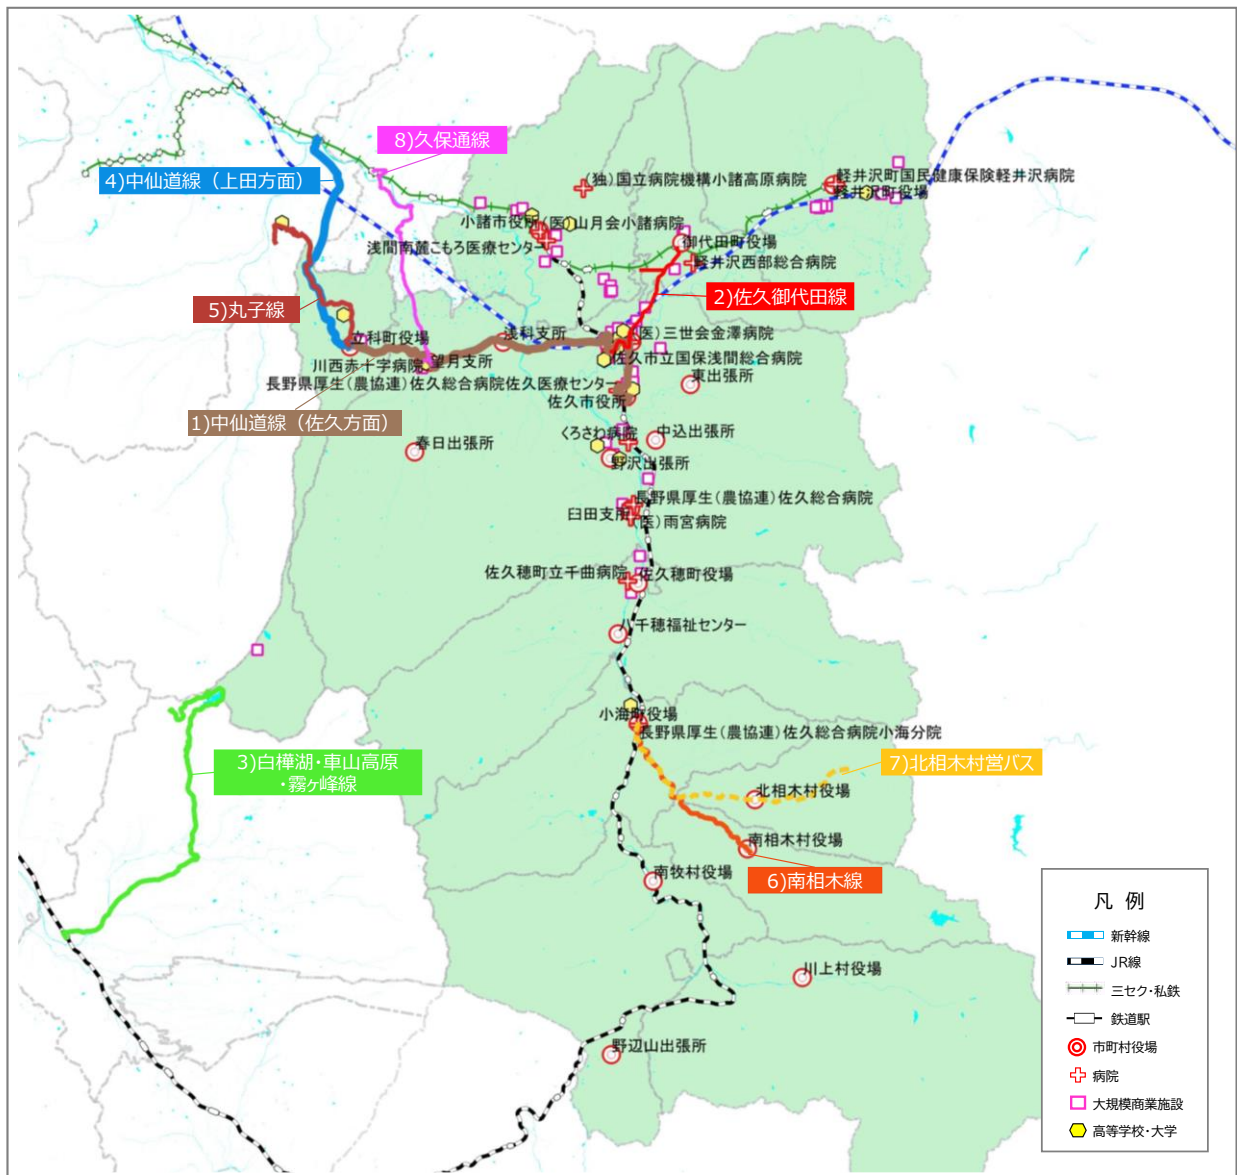 8)久保通線
4)中仙道線（上田方面）
(独)国立病院機構小諸高原病院
軽井沢町国民健康保険軽井沢病院
軽井沢町役場
小諸市役所
(医)山月会小諸病院
浅間南麓こもろ医療センター
御代田町役場
軽井沢西部総合病院
2)佐久御代田線
5)丸子線
立科町役場
浅科支所
(医)三世会金澤病院
川西赤十字病院
望月支所
佐久市立国保浅間総合病院
長野県厚生(農協連)佐久総合病院佐久医療センター
東出張所
佐久市役所
1)中仙道線（佐久方面）
春日出張所
くろさわ病院
中込出張所
野沢出張所
長野県厚生(農協連)佐久総合病院
臼田支所
(医)雨宮病院
佐久穂町立千曲病院
佐久穂町役場
八千穂福祉センター
小海町役場
長野県厚生(農協連)佐久総合病院小海分院
3)白樺湖・車山高原
・霧ヶ峰線
7)北相木村営バス
北相木村役場
南相木村役場
6)南相木線
南牧村役場
川上村役場
野辺山出張所
凡 例
新幹線
JR線
三セク・私鉄
鉄道駅
市町村役場
病院
大規模商業施設
高等学校・大学